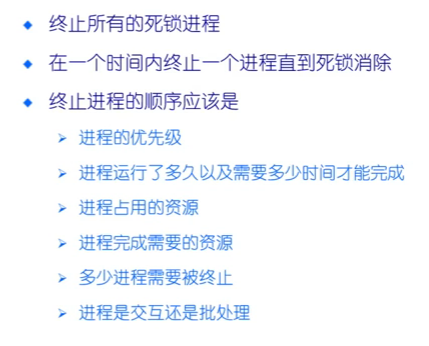 终止所有的死锁进程
在一个时间内终止一个进程直到死锁消除
终止进程的顺序应该是
进程的优先级
进程运行了多久以及需要多少时间才能完成
进程占用的资源
进程完成需要的资源
多少进程需要被终止
进程是交互还是批处理